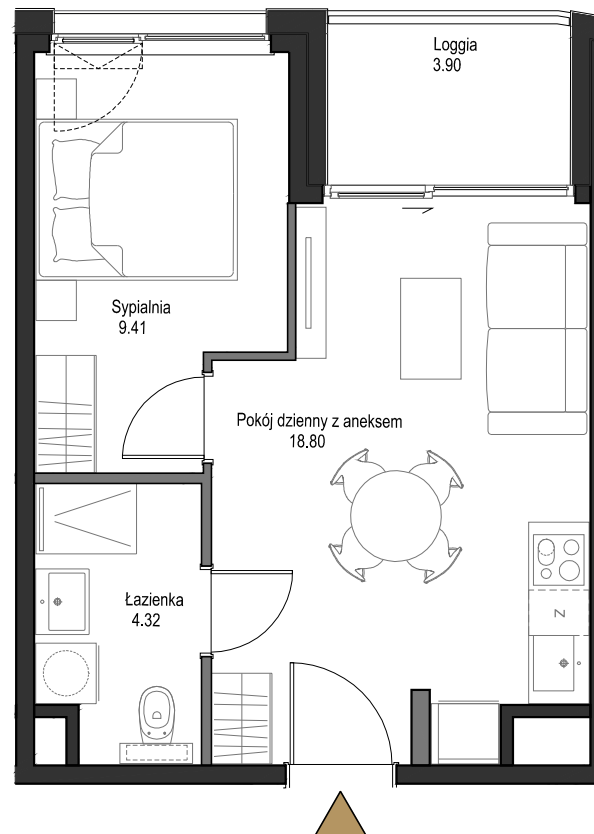 Loggia
3.90
Sypialnia
9.41
Pokój dzienny z aneksem
18.80
Łazienka
4.32
Z